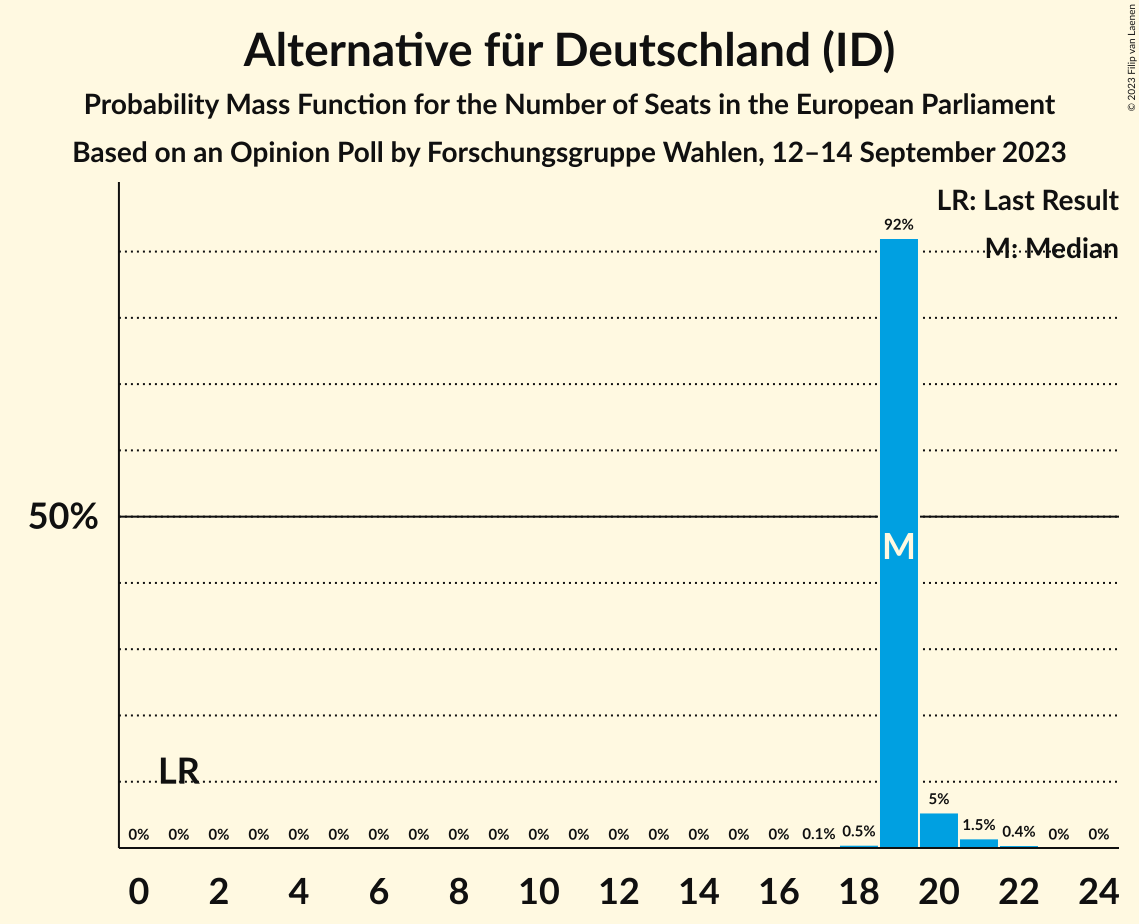 Alternative für Deutschland (ID)
Probability Mass Function for the Number of Seats in the European Parliament
Based on an Opinion Poll by Forschungsgruppe Wahlen, 12–14 September 2023
© 2023 Filip van Laenen
LR: Last Result
M: Median
92%
50%
M
LR
0% 0% 0% 0% 0% 0% 0% 0% 0% 0% 0% 0% 0% 0% 0% 0% 0% 0.1% 0.5% 5% 1.5% 0.4% 0% 0%
0 2 4 6 8 10 12 14 16 18 20 22 24